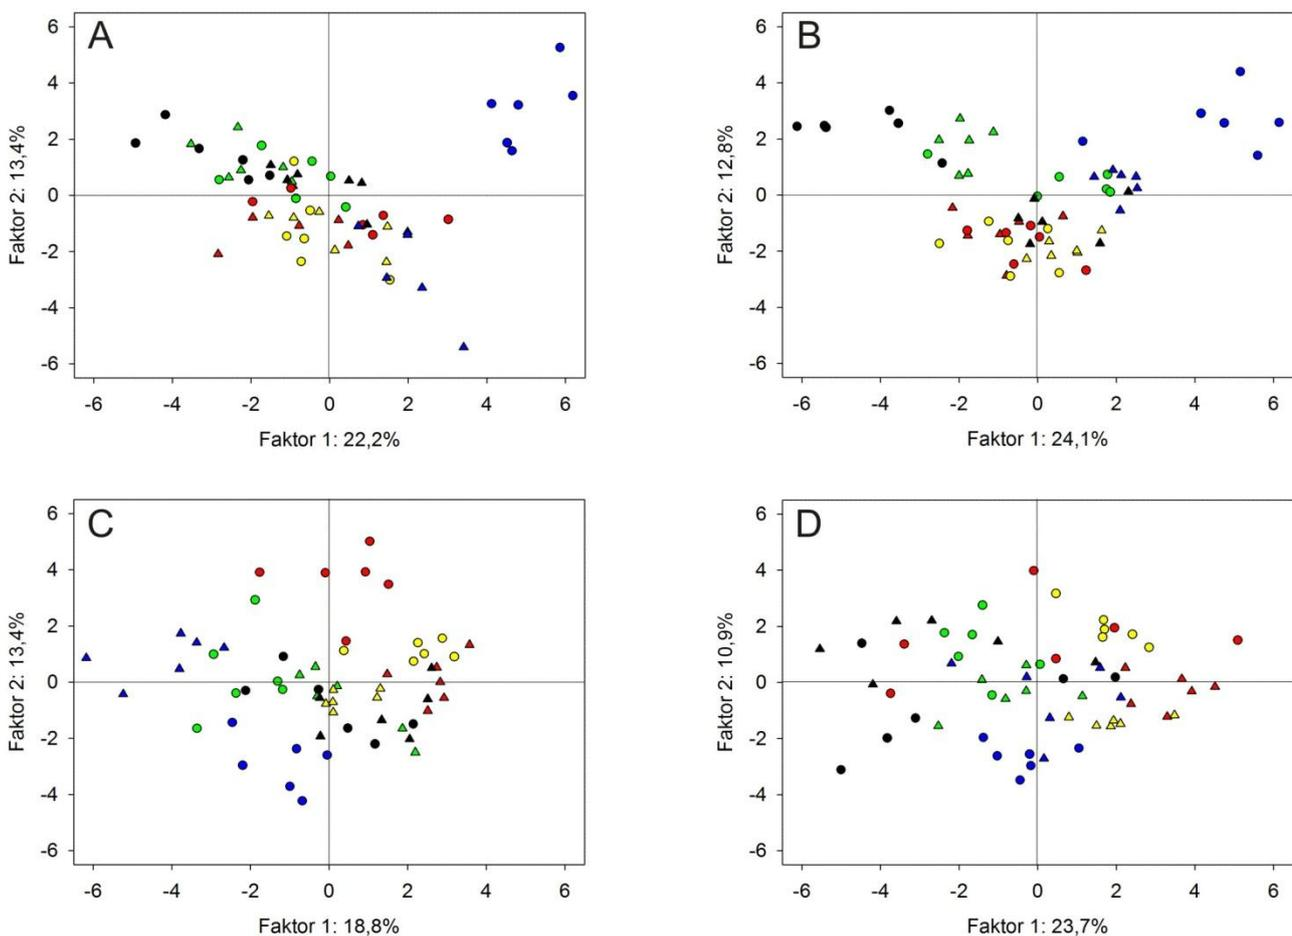 A
6
4
2
0
-2
-4
-6
Faktor 2: 13,4%
-6 -4 -2 0 2 4 6
Faktor 1: 22,2%
B
6
4
2
0
-2
-4
-6
Faktor 2: 12,8%
-6 -4 -2 0 2 4 6
Faktor 1: 24,1%
C
6
4
2
0
-2
-4
-6
Faktor 2: 13,4%
-6 -4 -2 0 2 4 6
Faktor 1: 18,8%
D
6
4
2
0
-2
-4
-6
Faktor 2: 10,9%
-6 -4 -2 0 2 4 6
Faktor 1: 23,7%